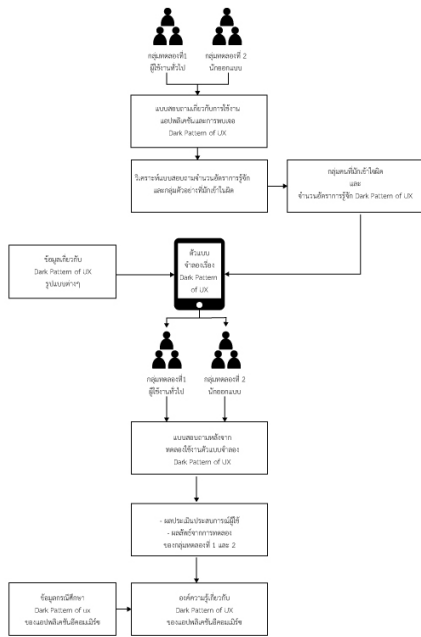 กลุ่มทดลองที่1
ผู้ใช้งานทั่วไป
กลุ่มทดลองที่ 2
นักออกแบบ
แบบสอบถามเกี่ยวกับการใช้งาน
แอปพลิเคชันและการพบเจอ
Dark Pattern of UX
วิเคราะห์แบบสอบถามจำนวนอัตราการรู้จัก
และกลุ่มตัวอย่างที่มักเข้าใจผิด
กลุ่มคนที่มักเข้าใจผิด
และ
จำนวนอัตราการรู้จัก Dark Pattern of UX
ข้อมูลเกี่ยวกับ
Dark Pattern of UX
รูปแบบต่างๆ
ตัวแบบ
จำลองเรื่อง
Dark Pattern
of UX
กลุ่มทดลองที่1
ผู้ใช้งานทั่วไป
กลุ่มทดลองที่ 2
นักออกแบบ
แบบสอบถามหลังจาก
ทดลองใช้งานตัวแบบจำลอง
Dark Pattern of UX
- ผลประเมินประสบการณ์ผู้ใช้
- ผลลัพธ์จากการทดลอง
ของกลุ่มทดลองที่ 1 และ 2
ข้อมูลกรณีศึกษา
Dark Pattern of ux
ของแอปพลิเคชันอีคอมเมิร์ซ
องค์ความรู้เกี่ยวกับ
Dark Pattern of UX
ของแอปพลิเคชันอีคอมเมิร์ซ